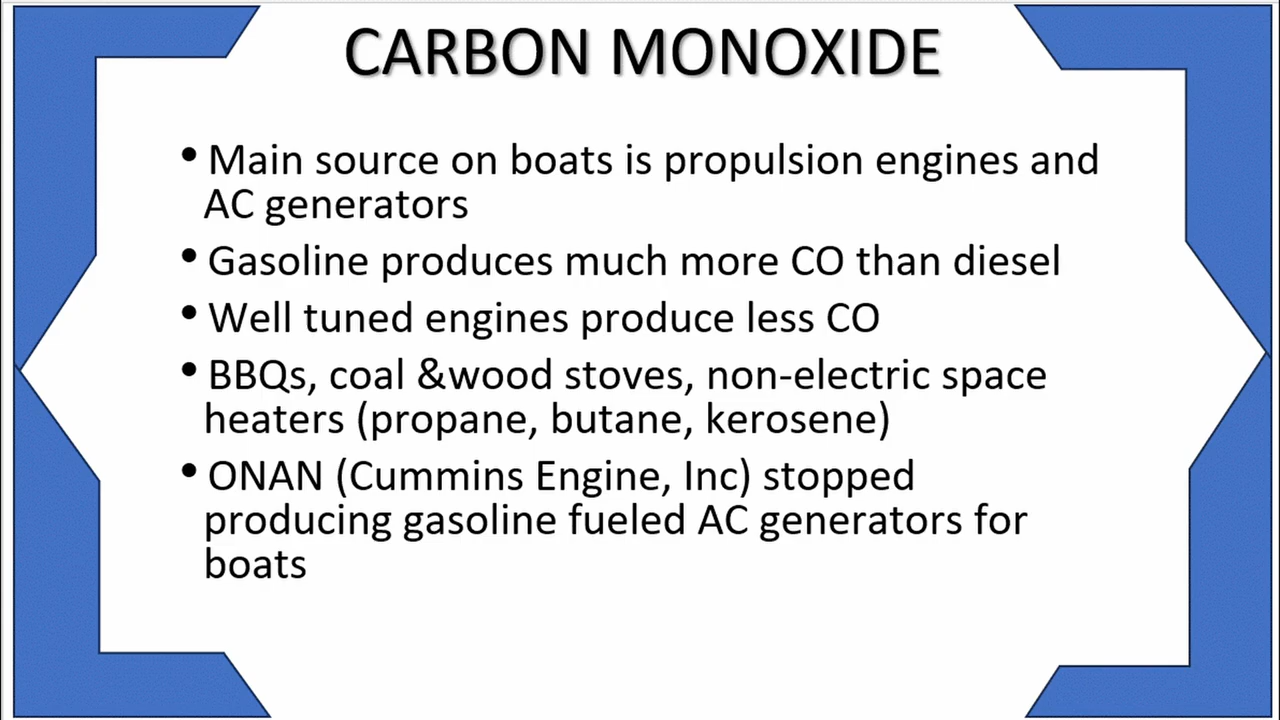 CARBON MONOXIDE
• Main source on boats is propulsion engines and
AC generators
• Gasoline produces much more CO than diesel
• Well tuned engines produce less CO
• BBQs, coal &wood stoves, non-electric space
heaters (propane, butane, kerosene)
• ONAN (Cummins Engine, Inc) stopped
producing gasoline fueled AC generators for
boats